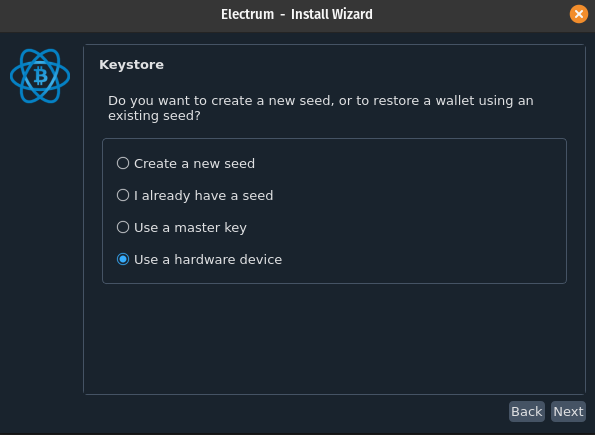 Electrum - Install Wizard
Keystore
Do you want to create a new seed, or to restore a wallet using an
existing seed?
Create a new seed
I already have a seed
Use a master key
Use a hardware device
Back Next